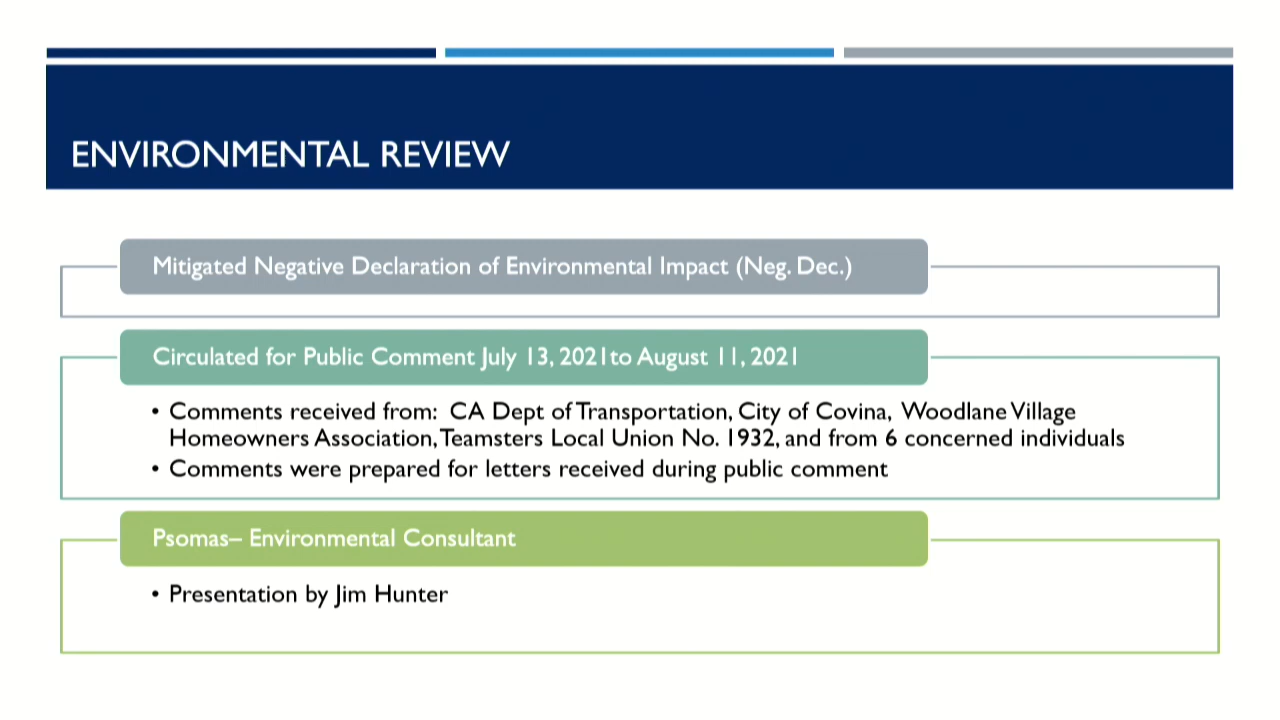 ENVIRONMENTAL REVIEW
Mitigated Negative Declaration of Environmental Impact (Neg. Dec.)
Circulated for Public Comment July 13, 2021to August 11, 2021
• Comments received from:  CA Dept of Transportation, City of Covina,  Woodlane Village
Homeowners Association, Teamsters Local Union No. 1932, and from 6 concerned individuals
• Comments were prepared for letters received during public comment
Psomas– Environmental Consultant
• Presentation by Jim Hunter